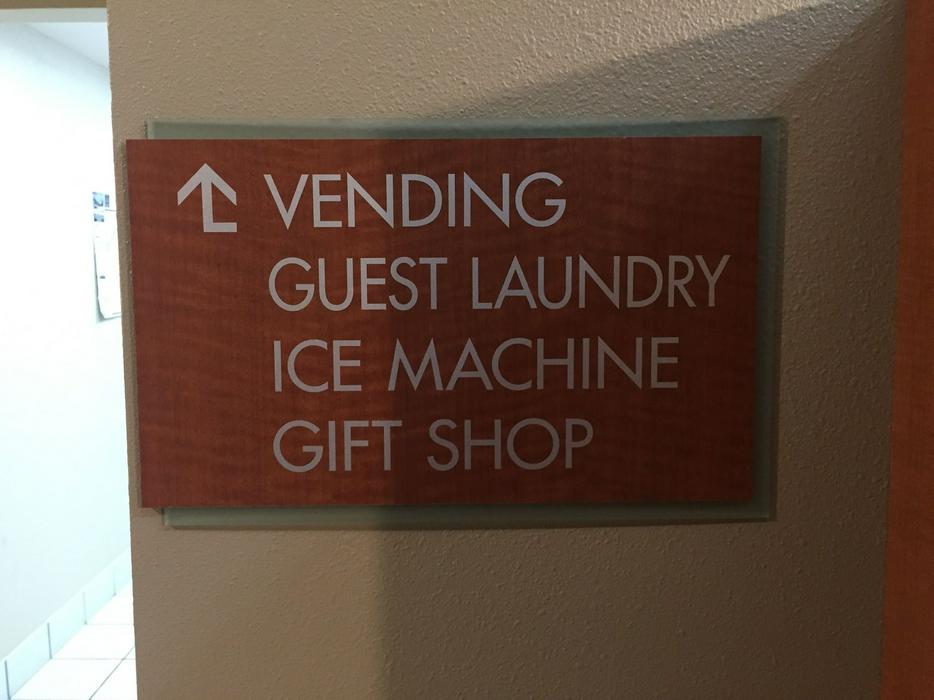 VENDING
GUEST LAUNDRY
ICE MACHINE
GIFT SHOP